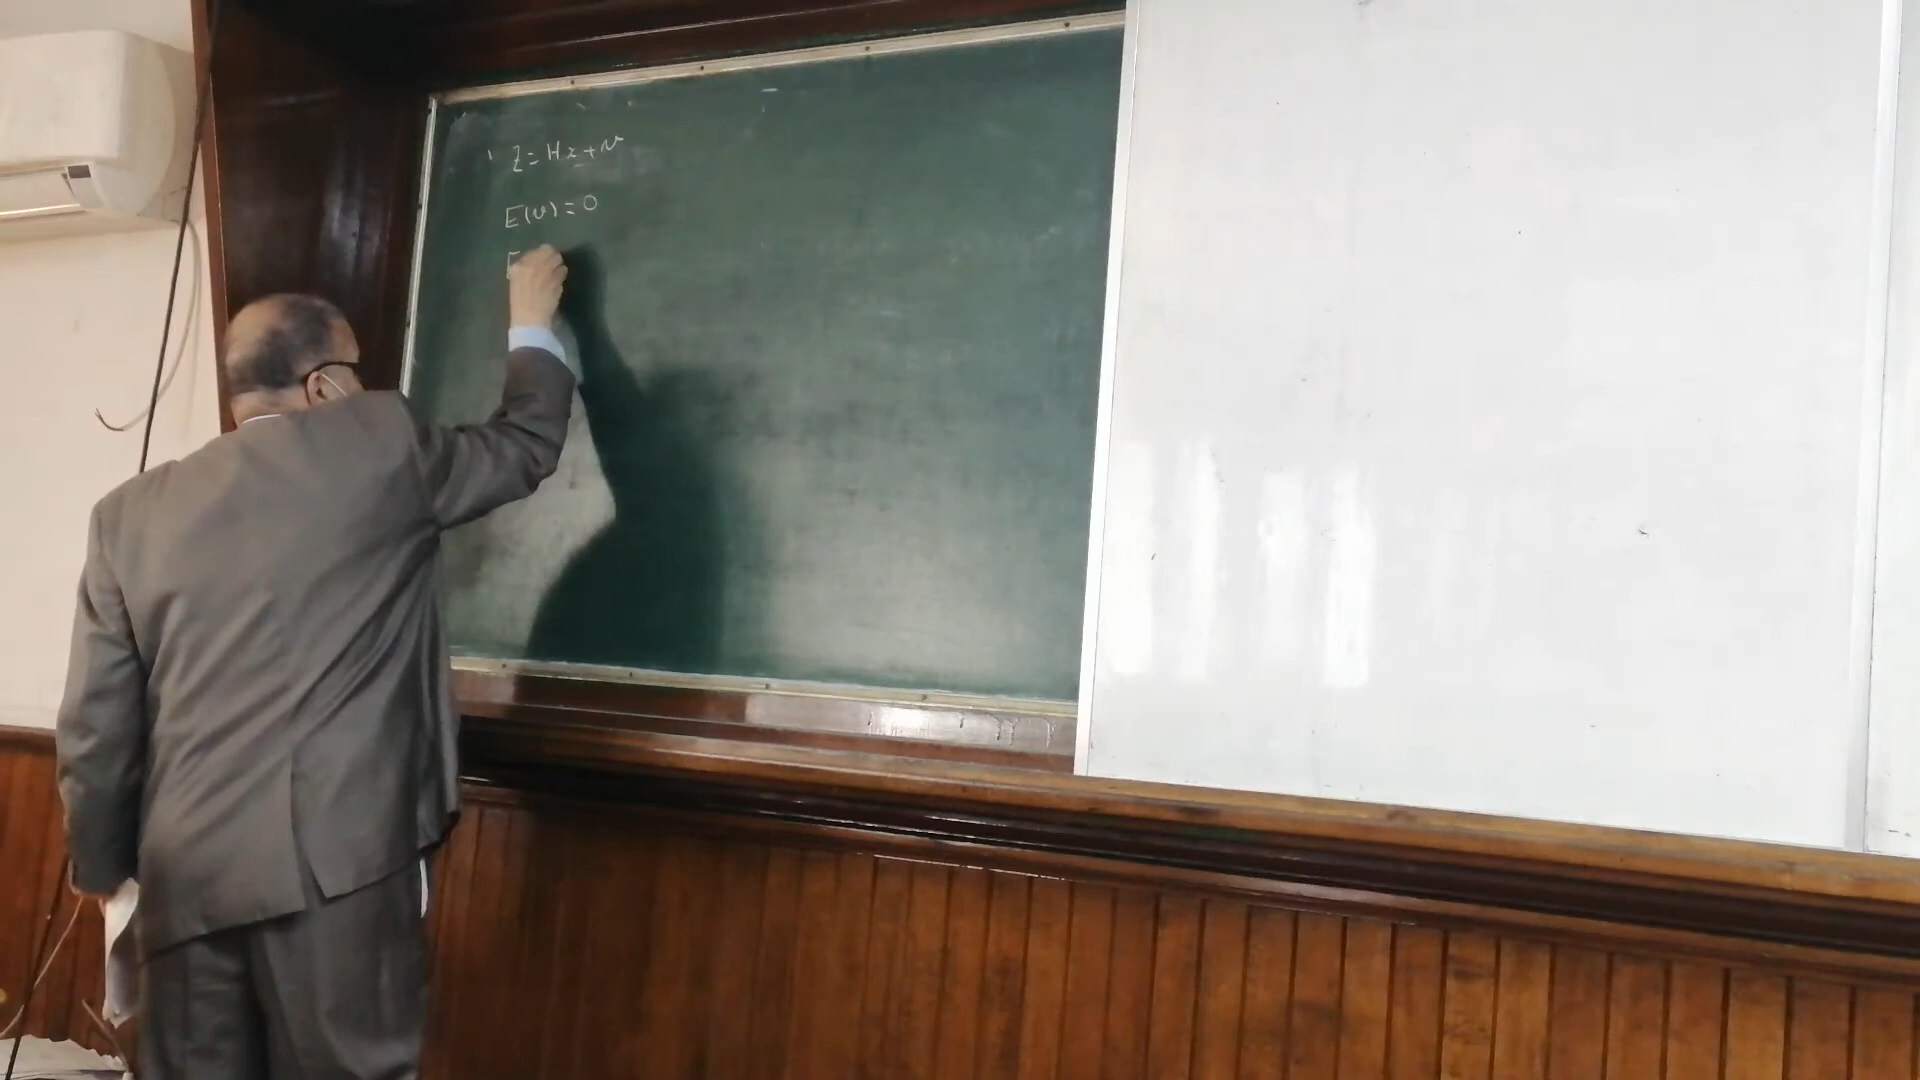 Z = Hx + v
E(v) = 0
E